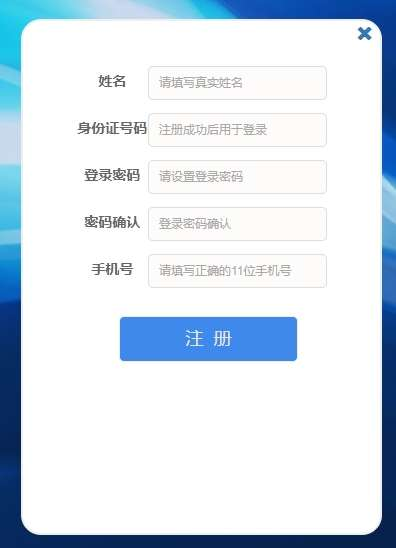 姓名 请填写真实姓名
身份证号码 注册成功后用于登录
登录密码 请设置登录密码
密码确认 登录密码确认
手机号 请填写正确的11位手机号
注 册